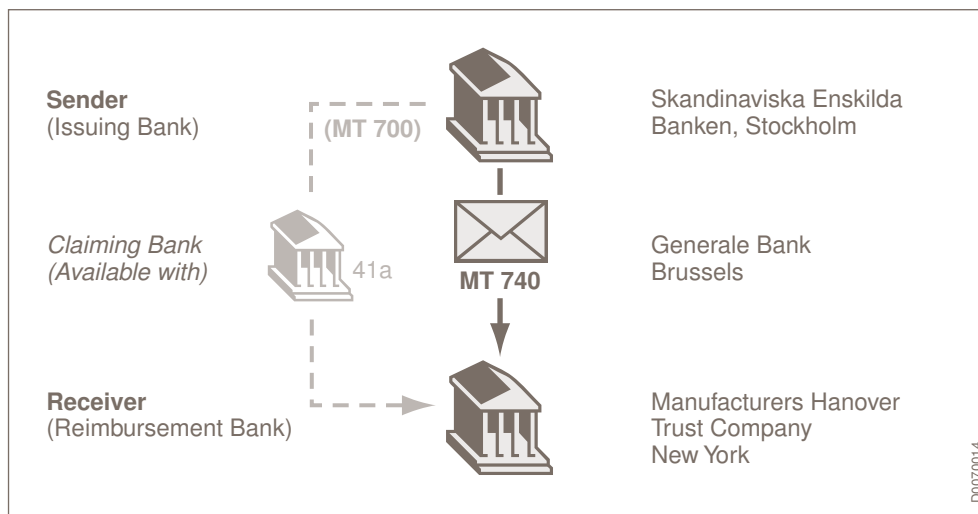 Sender
(Issuing Bank)
(MT 700)
Skandinaviska Enskilda
Banken, Stockholm
Claiming Bank
(Available with)
41a
MT 740
Generale Bank
Brussels
Receiver
(Reimbursement Bank)
Manufacturers Hanover
Trust Company
New York
D0070014